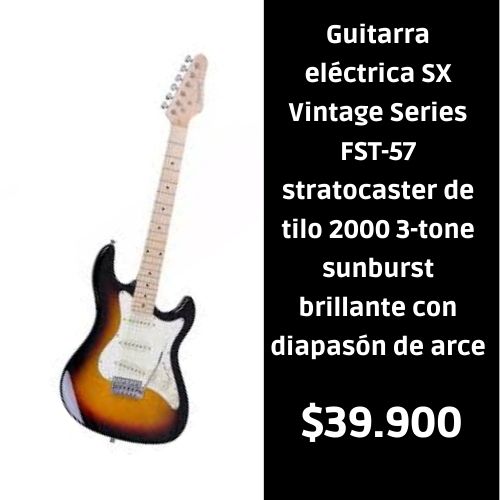 Guitarra
eléctrica SX
Vintage Series
FST-57
stratocaster de
tilo 2000 3-tone
sunburst
brillante con
diapasón de arce
$39.900